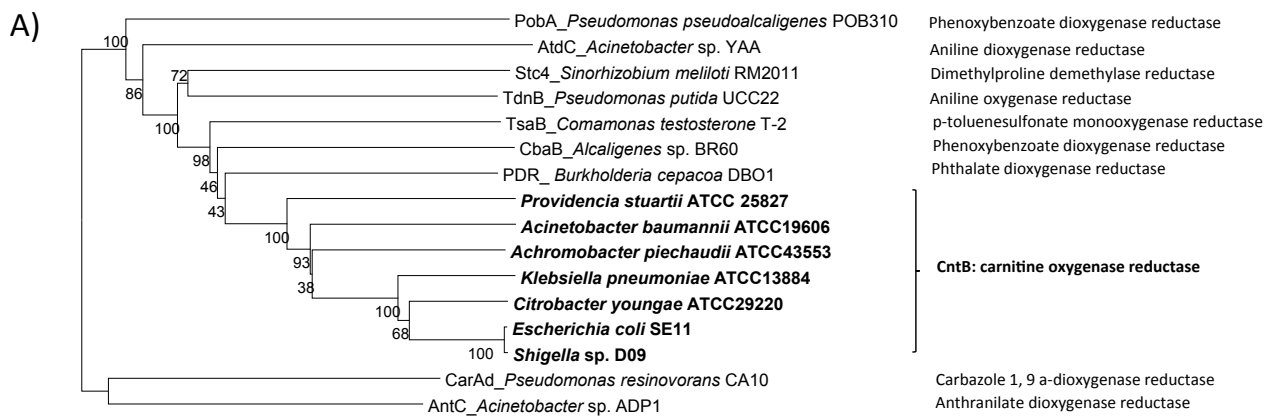 A)
PobA_Pseudomonas pseudoalcaligenes POB310 Phenoxybenzoate dioxygenase reductase
100
AtdC_Acinetobacter sp. YAA Aniline dioxygenase reductase
72 Stc4_Sinorhizobium meliloti RM2011 Dimethylproline demethylase reductase
86
TdnB_Pseudomonas putida UCC22 Aniline oxygenase reductase
100 TsaB_Comamonas testosterone T-2 p-toluenesulfonate monooxygenase reductase
98 CbaB_Alcaligenes sp. BR60 Phenoxybenzoate dioxygenase reductase
46 PDR_ Burkholderia cepacoa DBO1 Phthalate dioxygenase reductase
43 Providencia stuartii ATCC 25827
100 Acinetobacter baumannii ATCC19606
93 Achromobacter piechaudii ATCC43553
CntB: carnitine oxygenase reductase
38 Klebsiella pneumoniae ATCC13884
100 Citrobacter youngae ATCC29220
68 Escherichia coli SE11
100 Shigella sp. D09
CarAd_Pseudomonas resinovorans CA10 Carbazole 1, 9 a-dioxygenase reductase
AntC_Acinetobacter sp. ADP1 Anthranilate dioxygenase reductase